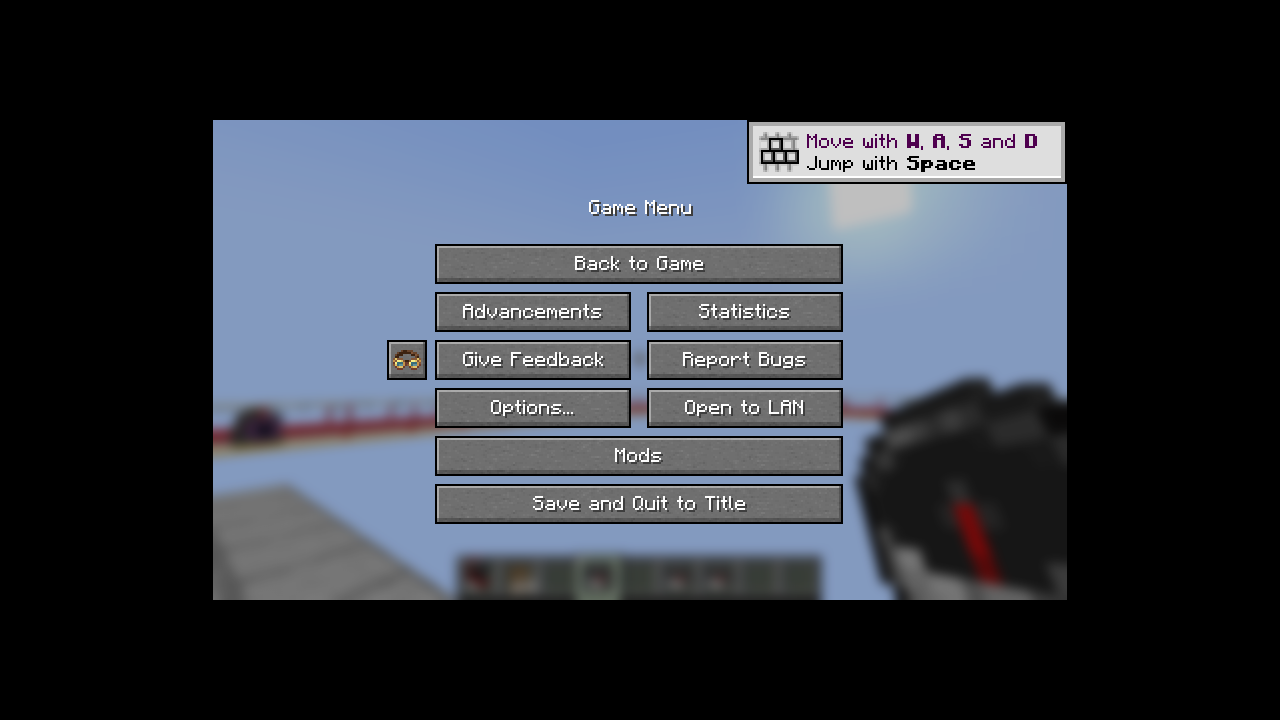 Move with W, A, S and D
Jump with Space
Game Menu
Back to Game
Advancements
Statistics
Give Feedback
Report Bugs
Options...
Open to LAN
Mods
Save and Quit to Title